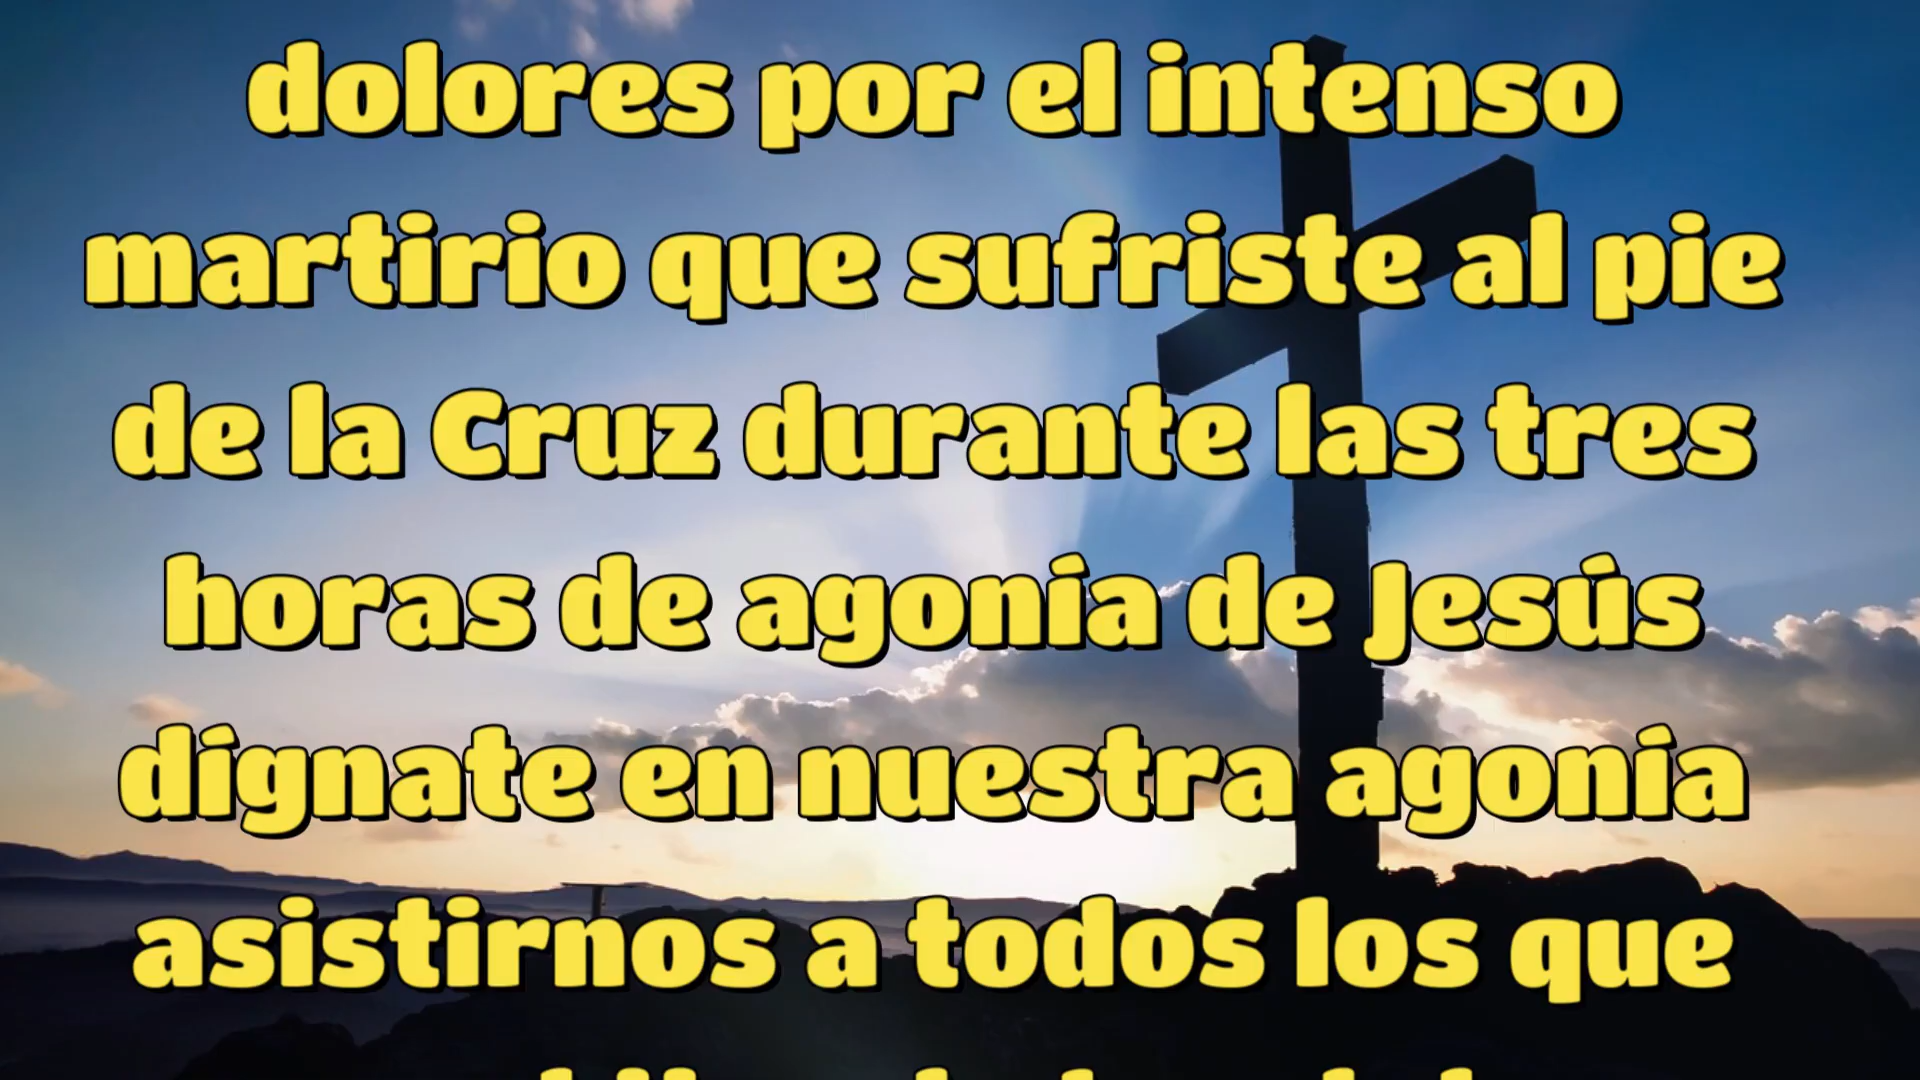 dolores por el intenso
martirio que sufriste al pie
de la Cruz durante las tres
horas de agonía de Jesús
dígnate en nuestra agonía
asistirnos a todos los que